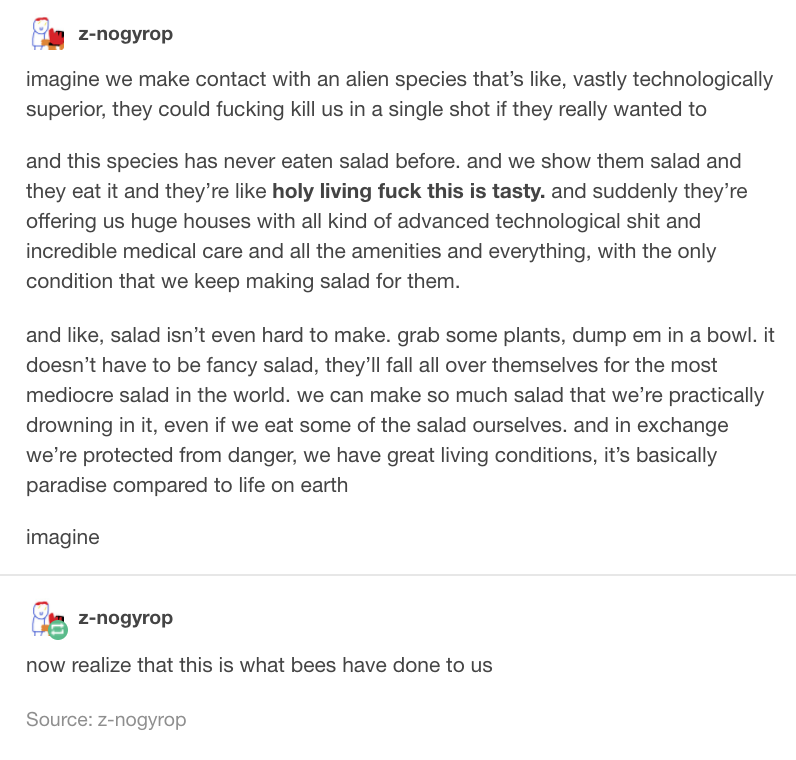 z-nogyrop
imagine we make contact with an alien species that’s like, vastly technologically
superior, they could fucking kill us in a single shot if they really wanted to
and this species has never eaten salad before. and we show them salad and
they eat it and they’re like holy living fuck this is tasty. and suddenly they’re
offering us huge houses with all kind of advanced technological shit and
incredible medical care and all the amenities and everything, with the only
condition that we keep making salad for them.
and like, salad isn’t even hard to make. grab some plants, dump em in a bowl. it
doesn’t have to be fancy salad, they’ll fall all over themselves for the most
mediocre salad in the world. we can make so much salad that we’re practically
drowning in it, even if we eat some of the salad ourselves. and in exchange
we’re protected from danger, we have great living conditions, it’s basically
paradise compared to life on earth
imagine
z-nogyrop
now realize that this is what bees have done to us
Source: z-nogyrop